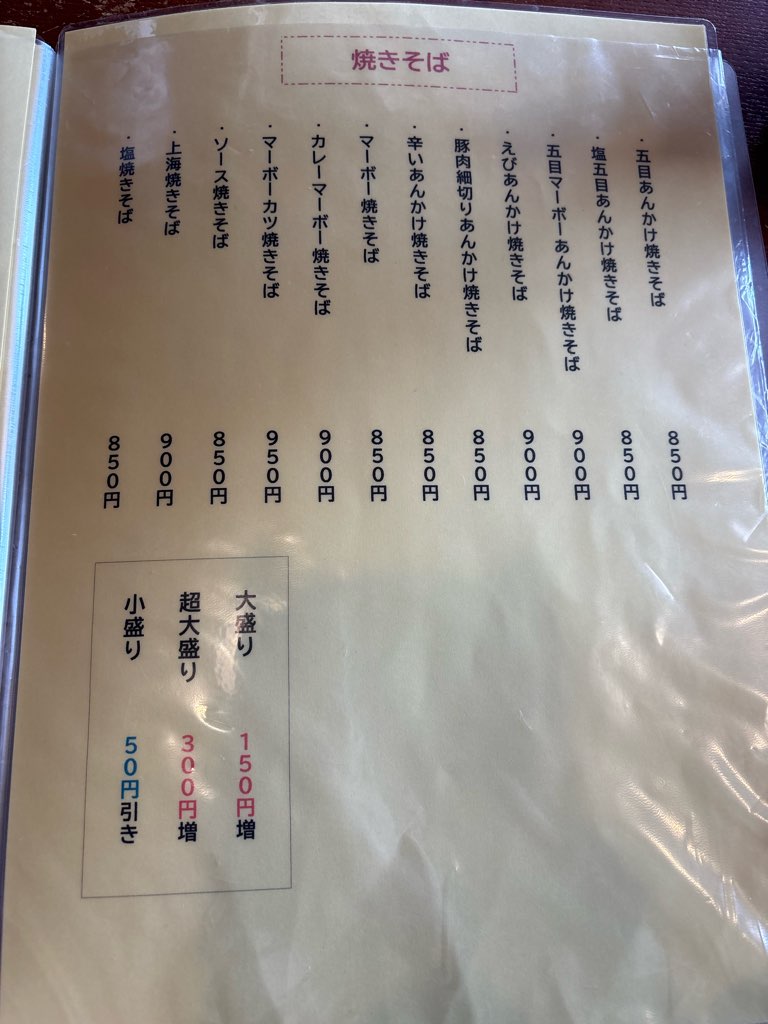 焼きそば
・五目あんかけ焼きそば 850円
・塩五目あんかけ焼きそば 850円
・五目マーボーあんかけ焼きそば 900円
・えびあんかけ焼きそば 900円
・豚肉細切りあんかけ焼きそば 850円
・辛いあんかけ焼きそば 850円
・マーボー焼きそば 850円
・カレーマーボー焼きそば 900円
・マーボーカツ焼きそば 950円
・ソース焼きそば 850円
・上海焼きそば 900円
・塩焼きそば 850円
大盛り 150円増
超大盛り 300円増
小盛り 50円引き